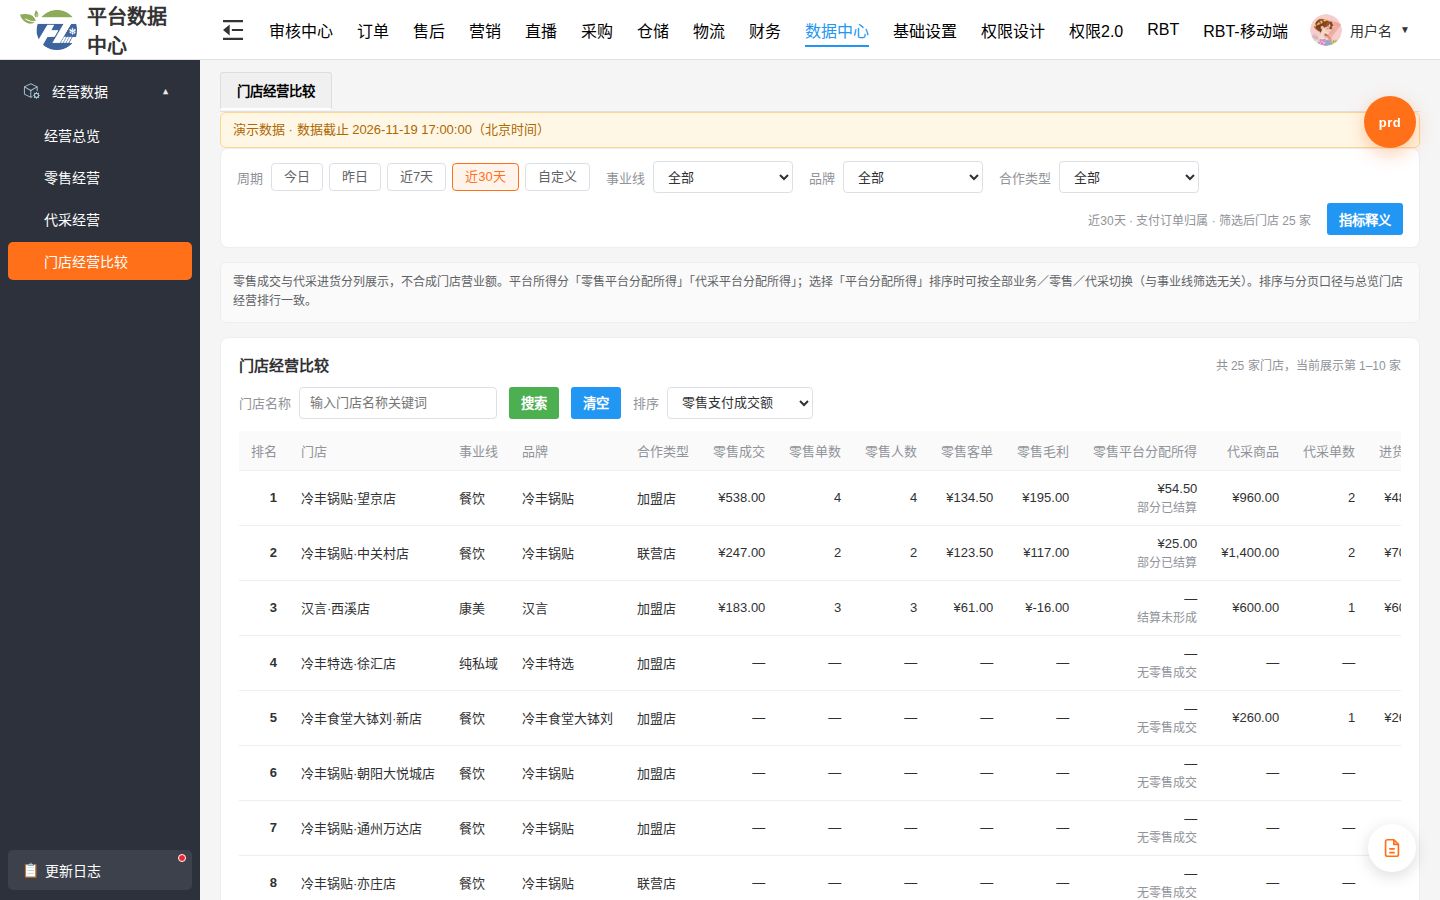 平台数据
中心
审核中心 订单 售后 营销 直播 采购 仓储 物流 财务 数据中心 基础设置 权限设计 权限2.0 RBT RBT-移动端 用户名 ▼
经营数据 ▲
经营总览
零售经营
代采经营
门店经营比较
更新日志
门店经营比较
演示数据 · 数据截止 2026-11-19 17:00:00（北京时间）
prd
周期 今日 昨日 近7天 近30天 自定义 事业线 全部 品牌 全部 合作类型 全部
近30天 · 支付订单归属 · 筛选后门店 25 家 指标释义
零售成交与代采进货分列展示，不合成门店营业额。平台所得分「零售平台分配所得」「代采平台分配所得」；选择「平台分配所得」排序时可按全部业务／零售／代采切换（与事业线筛选无关）。排序与分页口径与总览门店
经营排行一致。
门店经营比较 共 25 家门店，当前展示第 1–10 家
门店名称 输入门店名称关键词 搜索 清空 排序 零售支付成交额
排名 门店 事业线 品牌 合作类型 零售成交 零售单数 零售人数 零售客单 零售毛利 零售平台分配所得 代采商品 代采单数 进货
1 冷丰锅贴·望京店 餐饮 冷丰锅贴 加盟店 ¥538.00 4 4 ¥134.50 ¥195.00 ¥54.50 部分已结算 ¥960.00 2 ¥48
2 冷丰锅贴·中关村店 餐饮 冷丰锅贴 联营店 ¥247.00 2 2 ¥123.50 ¥117.00 ¥25.00 部分已结算 ¥1,400.00 2 ¥70
3 汉言·西溪店 康美 汉言 加盟店 ¥183.00 3 3 ¥61.00 ¥-16.00 — 结算未形成 ¥600.00 1 ¥60
4 冷丰特选·徐汇店 纯私域 冷丰特选 加盟店 — — — — — — 无零售成交 — —
5 冷丰食堂大钵刘·新店 餐饮 冷丰食堂大钵刘 加盟店 — — — — — — 无零售成交 ¥260.00 1 ¥26
6 冷丰锅贴·朝阳大悦城店 餐饮 冷丰锅贴 加盟店 — — — — — — 无零售成交 — —
7 冷丰锅贴·通州万达店 餐饮 冷丰锅贴 加盟店 — — — — — — 无零售成交 — —
8 冷丰锅贴·亦庄店 餐饮 冷丰锅贴 联营店 — — — — — — 无零售成交 — —